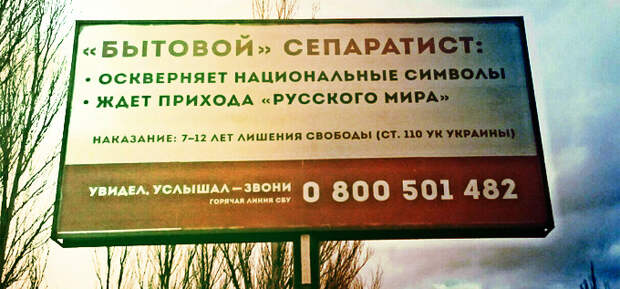 «БЫТОВОЙ» СЕПАРАТИСТ:
• ОСКВЕРНЯЕТ НАЦИОНАЛЬНЫЕ СИМВОЛЫ
• ЖДЕТ ПРИХОДА «РУССКОГО МИРА»
НАКАЗАНИЕ: 7–12 ЛЕТ ЛИШЕНИЯ СВОБОДЫ (СТ. 110 УК УКРАИНЫ)
УВИДЕЛ, УСЛЫШАЛ — ЗВОНИ 0 800 501 482
ГОРЯЧАЯ ЛИНИЯ СБУ